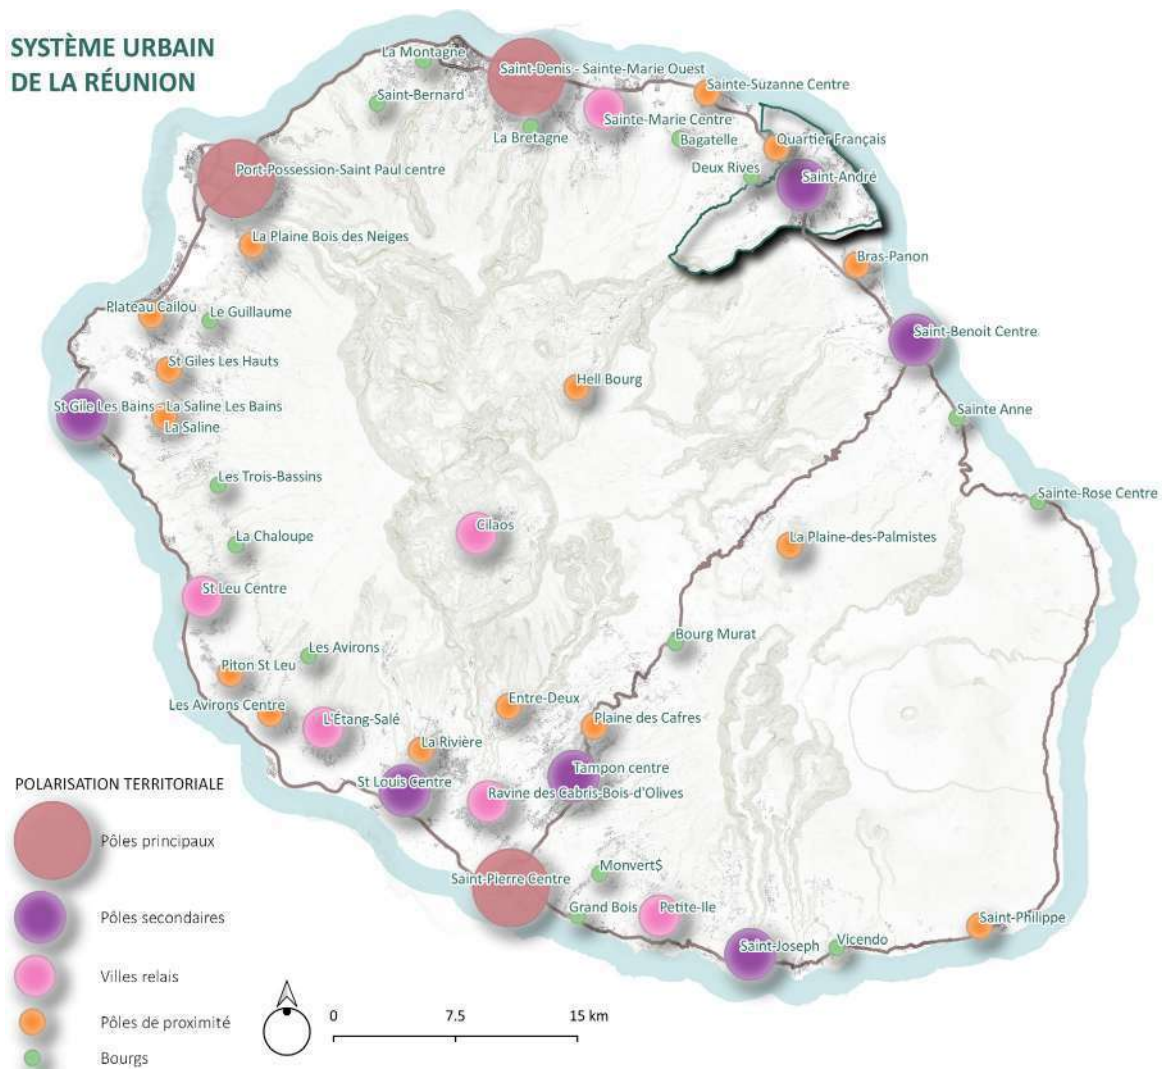 SYSTÈME URBAIN
DE LA RÉUNION
La Montagne
Saint-Denis - Sainte-Marie Ouest
Sainte-Suzanne Centre
Saint-Bernard
Sainte-Marie Centre
La Bretagne
Bagatelle
Quartier Français
Deux Rives
Saint-André
Port-Possession-Saint Paul centre
La Plaine Bois des Neiges
Bras-Panon
Plateau Cailou
Le Guillaume
Saint-Benoit Centre
St Giles Les Hauts
Hell Bourg
St Gile Les Bains - La Saline Les Bains
La Saline
Sainte Anne
Les Trois-Bassins
Sainte-Rose Centre
Cilaos
La Chaloupe
La Plaine-des-Palmistes
St Leu Centre
Bourg Murat
Les Avirons
Piton St Leu
Entre-Deux
Les Avirons Centre
L'Étang-Salé
Plaine des Cafres
La Rivière
Tampon centre
St Louis Centre
Ravine des Cabris-Bois-d'Olives
Monvert$
Saint-Pierre Centre
Grand Bois
Petite-Ile
Saint-Philippe
Saint-Joseph
Vicendo
POLARISATION TERRITORIALE
Pôles principaux
Pôles secondaires
Villes relais
Pôles de proximité
Bourgs
0 7.5 15 km